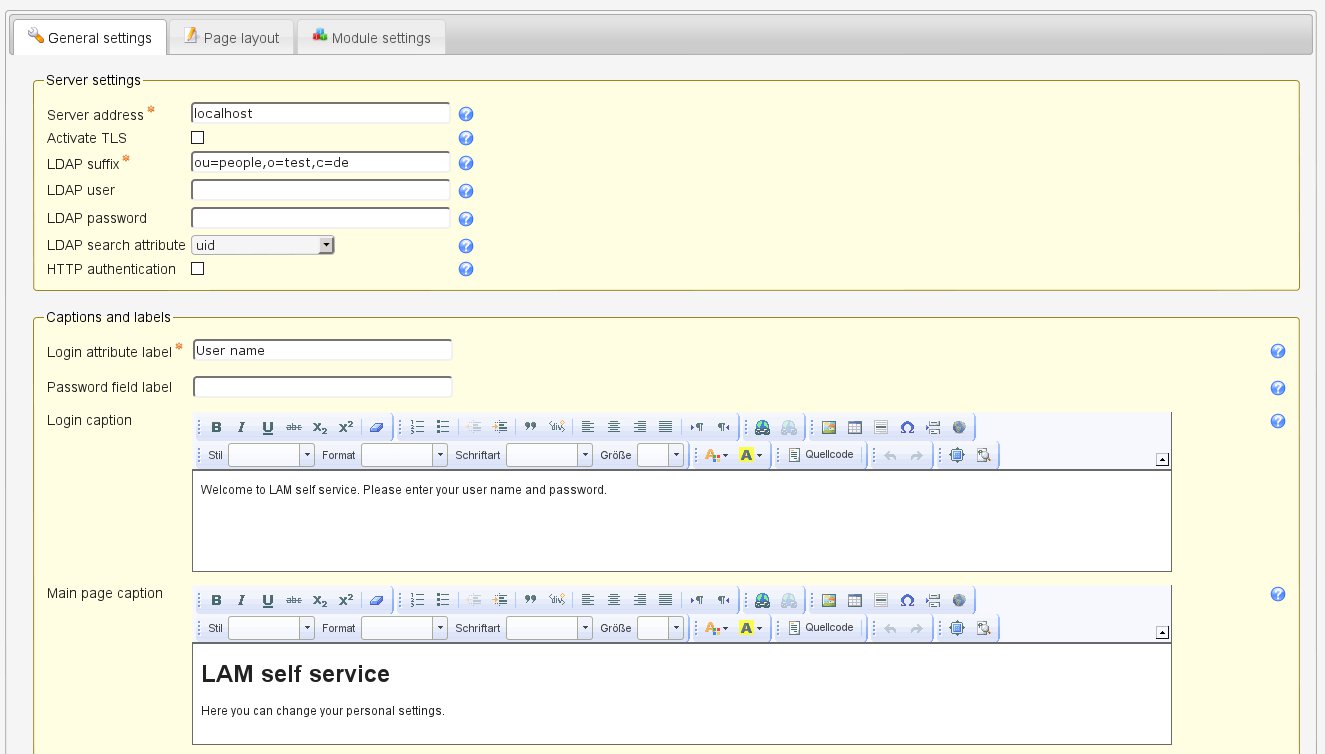 General settings Page layout Module settings
Server settings
Server address * localhost
Activate TLS
LDAP suffix * ou=people,o=test,c=de
LDAP user
LDAP password
LDAP search attribute uid
HTTP authentication
Captions and labels
Login attribute label * User name
Password field label
Login caption
B I U abc X₂ X²
Stil Format Schriftart Größe A A Quellcode
Welcome to LAM self service. Please enter your user name and password.
Main page caption
B I U abc X₂ X²
Stil Format Schriftart Größe A A Quellcode
LAM self service
Here you can change your personal settings.